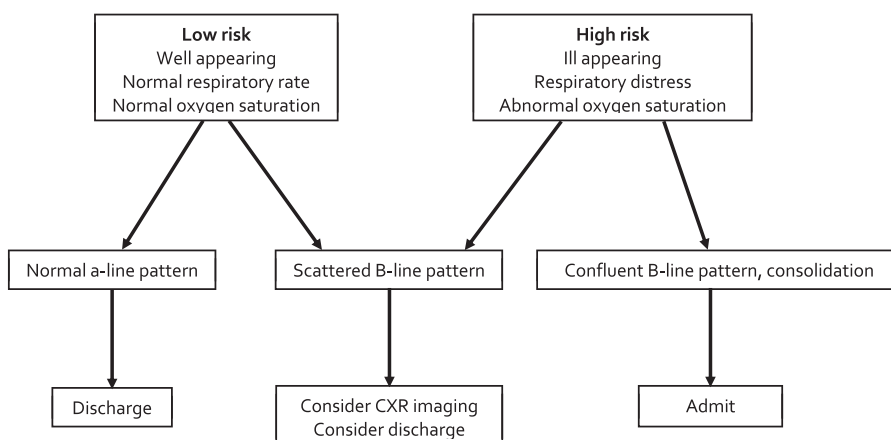 Low risk
Well appearing
Normal respiratory rate
Normal oxygen saturation
High risk
Ill appearing
Respiratory distress
Abnormal oxygen saturation
Normal a-line pattern
Scattered B-line pattern
Confluent B-line pattern, consolidation
Discharge
Consider CXR imaging
Consider discharge
Admit